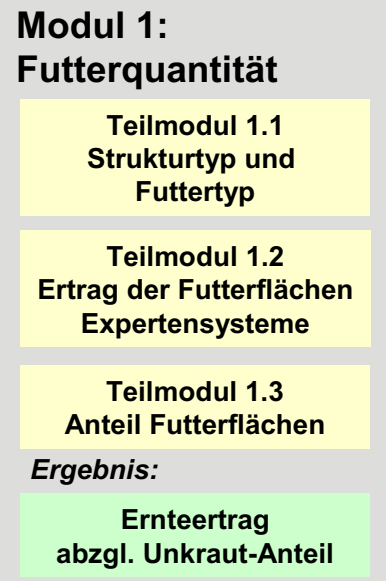 Modul 1:
Futterquantität
Teilmodul 1.1
Strukturtyp und
Futtertyp
Teilmodul 1.2
Ertrag der Futterflächen
Expertensysteme
Teilmodul 1.3
Anteil Futterflächen
Ergebnis:
Ernteertrag
abzgl. Unkraut-Anteil